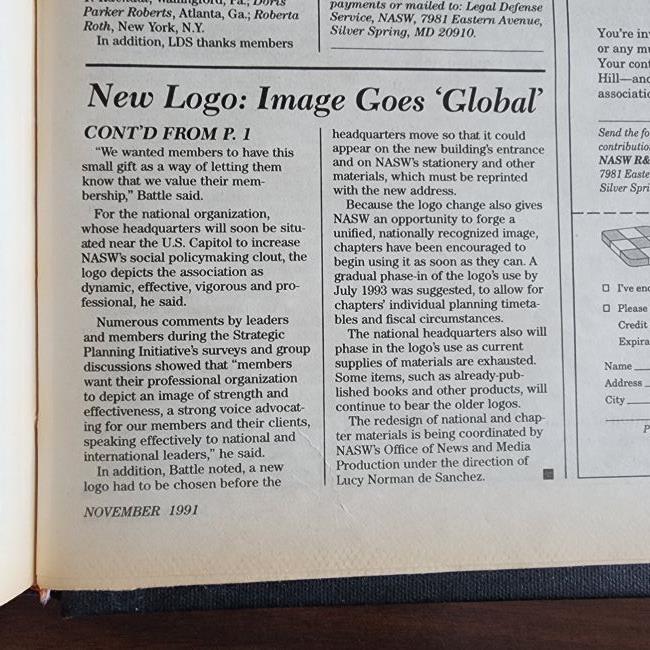 Parker Roberts, Atlanta, Ga.; Roberta
Roth, New York, N.Y.
In addition, LDS thanks members
payments or mailed to: Legal Defense
Service, NASW, 7981 Eastern Avenue,
Silver Spring, MD 20910.
New Logo: Image Goes ‘Global’
CONT'D FROM P. 1
“We wanted members to have this
small gift as a way of letting them
know that we value their mem-
bership,” Battle said.
For the national organization,
whose headquarters will soon be situ-
ated near the U.S. Capitol to increase
NASW's social policymaking clout, the
logo depicts the association as
dynamic, effective, vigorous and pro-
fessional, he said.
Numerous comments by leaders
and members during the Strategic
Planning Initiative's surveys and group
discussions showed that “members
want their professional organization
to depict an image of strength and
effectiveness, a strong voice advocat-
ing for our members and their clients,
speaking effectively to national and
international leaders,” he said.
In addition, Battle noted, a new
logo had to be chosen before the
headquarters move so that it could
appear on the new building's entrance
and on NASW's stationery and other
materials, which must be reprinted
with the new address.
Because the logo change also gives
NASW an opportunity to forge a
unified, nationally recognized image,
chapters have been encouraged to
begin using it as soon as they can. A
gradual phase-in of the logo's use by
July 1993 was suggested, to allow for
chapters' individual planning timeta-
bles and fiscal circumstances.
The national headquarters also will
phase in the logo's use as current
supplies of materials are exhausted.
Some items, such as already-pub-
lished books and other products, will
continue to bear the older logos.
The redesign of national and chap-
ter materials is being coordinated by
NASW's Office of News and Media
Production under the direction of
Lucy Norman de Sanchez.
NOVEMBER 1991
You're in
or any mu
Your cont
Hill—and
associatio
Send the fo
contributio
NASW R&
7981 Easte
Silver Spri
I've enc
Please
Credit
Expira
Name
Address
City
P